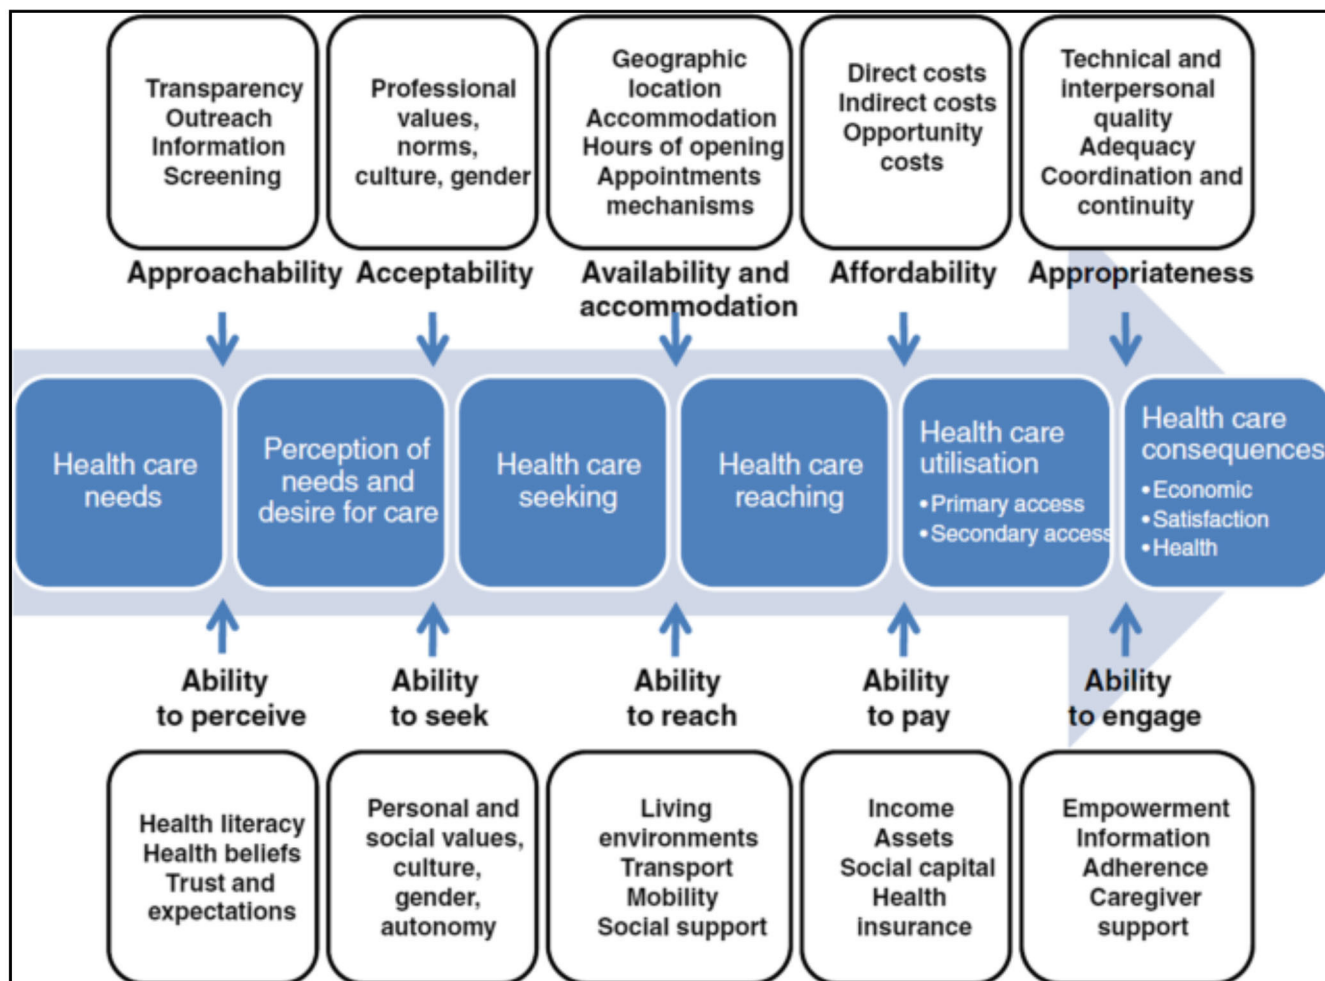 Transparency
Outreach
Information
Screening
Professional
values,
norms,
culture, gender
Geographic
location
Accommodation
Hours of opening
Appointments
mechanisms
Direct costs
Indirect costs
Opportunity
costs
Technical and
interpersonal
quality
Adequacy
Coordination and
continuity
Approachability
Acceptability
Availability and
accommodation
Affordability
Appropriateness
Health care
needs
Perception of
needs and
desire for care
Health care
seeking
Health care
reaching
Health care
utilisation
•Primary access
•Secondary access
Health care
consequences
•Economic
•Satisfaction
•Health
Ability
to perceive
Ability
to seek
Ability
to reach
Ability
to pay
Ability
to engage
Health literacy
Health beliefs
Trust and
expectations
Personal and
social values,
culture,
gender,
autonomy
Living
environments
Transport
Mobility
Social support
Income
Assets
Social capital
Health
insurance
Empowerment
Information
Adherence
Caregiver
support